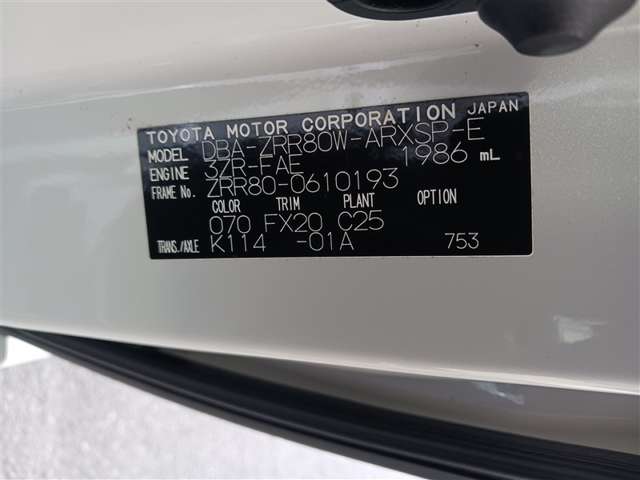 TOYOTA MOTOR CORPORATION JAPAN
MODEL DBA-ZRR80W-ARXSP-E
ENGINE 3ZR-FAE 1986 mL
FRAME No. ZRR80-0610193
COLOR TRIM PLANT OPTION
070 FX20 C25
TRANS./AXLE K114 -01A 753